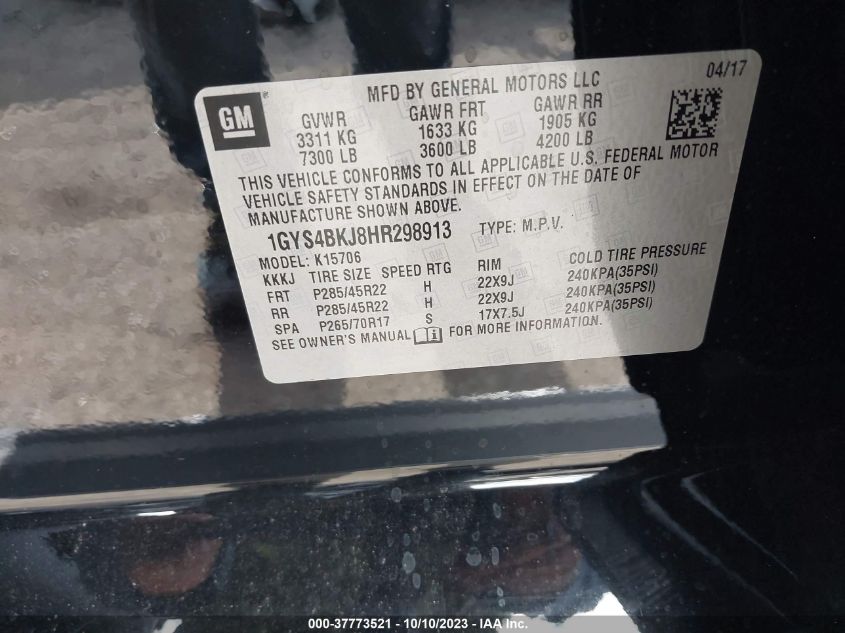 MFD BY GENERAL MOTORS LLC
04/17
GM
GVWR GAWR FRT GAWR RR
3311 KG 1633 KG 1905 KG
7300 LB 3600 LB 4200 LB
THIS VEHICLE CONFORMS TO ALL APPLICABLE U.S. FEDERAL MOTOR
VEHICLE SAFETY STANDARDS IN EFFECT ON THE DATE OF
MANUFACTURE SHOWN ABOVE.
1GYS4BKJ8HR298913 TYPE: M.P.V.
MODEL: K15706
KKKJ TIRE SIZE SPEED RTG RIM COLD TIRE PRESSURE
FRT P285/45R22 H 22X9J 240KPA(35PSI)
RR P285/45R22 H 22X9J 240KPA(35PSI)
SPA P265/70R17 S 17X7.5J 240KPA(35PSI)
SEE OWNER'S MANUAL FOR MORE INFORMATION.
000-37773521 - 10/10/2023 - IAA Inc.